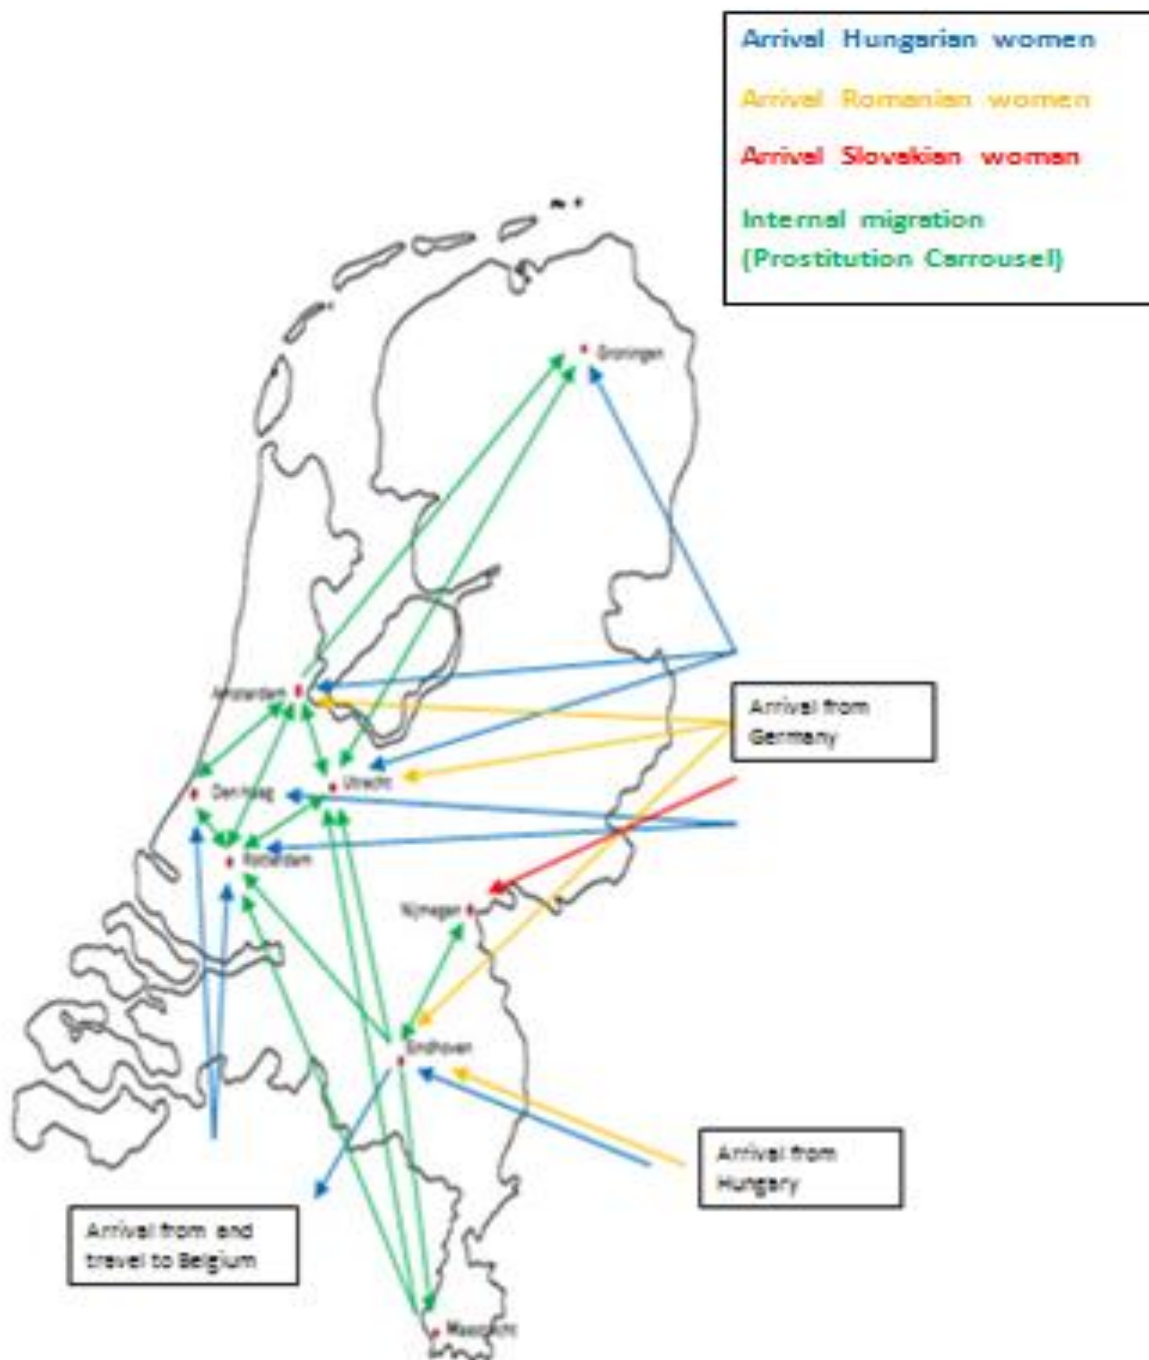 Arrival Hungarian women
Arrival Romanian women
Arrival Slovakian woman
Internal migration
(Prostitution Carrousel)
Groningen
Amsterdam
Arrival from
Germany
Utrecht
Den haag
Rotterdam
Nijmegen
Eindhoven
Arrival from
Hungary
Arrival from and
travel to Belgium
Maastricht